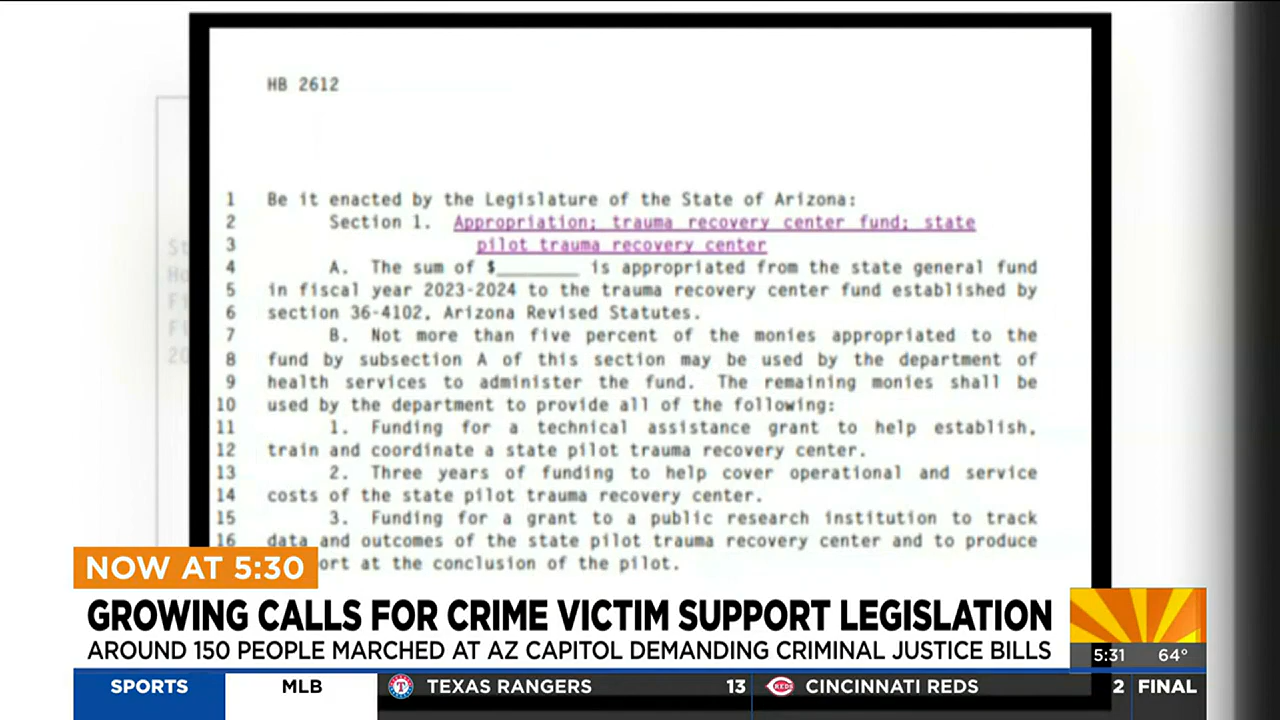 HB 2612
1 Be it enacted by the Legislature of the State of Arizona:
2 Section 1. Appropriation; trauma recovery center fund; state
3 pilot trauma recovery center
4 A. The sum of $________ is appropriated from the state general fund
5 in fiscal year 2023-2024 to the trauma recovery center fund established by
6 section 36-4102, Arizona Revised Statutes.
7 B. Not more than five percent of the monies appropriated to the
8 fund by subsection A of this section may be used by the department of
9 health services to administer the fund. The remaining monies shall be
10 used by the department to provide all of the following:
11 1. Funding for a technical assistance grant to help establish,
12 train and coordinate a state pilot trauma recovery center.
13 2. Three years of funding to help cover operational and service
14 costs of the state pilot trauma recovery center.
15 3. Funding for a grant to a public research institution to track
16 data and outcomes of the state pilot trauma recovery center and to produce
ort at the conclusion of the pilot.
NOW AT 5:30
GROWING CALLS FOR CRIME VICTIM SUPPORT LEGISLATION
AROUND 150 PEOPLE MARCHED AT AZ CAPITOL DEMANDING CRIMINAL JUSTICE BILLS
5:31 64°
SPORTS MLB TEXAS RANGERS 13 REDS CINCINNATI REDS 2 FINAL